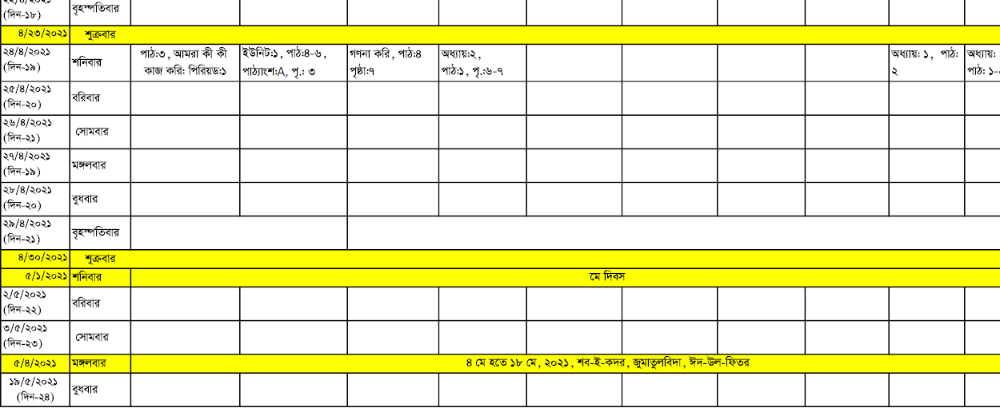 (দিন-১৮) বৃহস্পতিবার
৪/২৩/২০২১ শুক্রবার
২৪/৪/২০২১
(দিন-১৯)
শনিবার
পাঠ:৩, আমরা কী কী
কাজ করি: পিরিয়ড:১
ইউনিট:১, পাঠ:৪-৬,
পাঠ্যাংশ:A, পৃ.: ৩
গণনা করি, পাঠ:৪
পৃষ্ঠা:৭
অধ্যায়:২,
পাঠ:১, পৃ.:৬-৭
অধ্যায়: ১, পাঠ:
২
অধ্যায়:
পাঠ: ১-
২৫/৪/২০২১
(দিন-২০)
বরিবার
২৬/৪/২০২১
(দিন-২১)
সোমবার
২৭/৪/২০২১
(দিন-১৯)
মঙ্গলবার
২৮/৪/২০২১
(দিন-২০)
বুধবার
২৯/৪/২০২১
(দিন-২১)
বৃহস্পতিবার
৪/৩০/২০২১ শুক্রবার
৫/১/২০২১ শনিবার মে দিবস
২/৫/২০২১
(দিন-২২)
বরিবার
৩/৫/২০২১
(দিন-২৩)
সোমবার
৫/৪/২০২১ মঙ্গলবার ৪ মে হতে ১৮ মে, ২০২১, শব-ই-কদর, জুমাতুলবিদা, ঈদ-উল-ফিতর
১৯/৫/২০২১
(দিন-২৪)
বুধবার